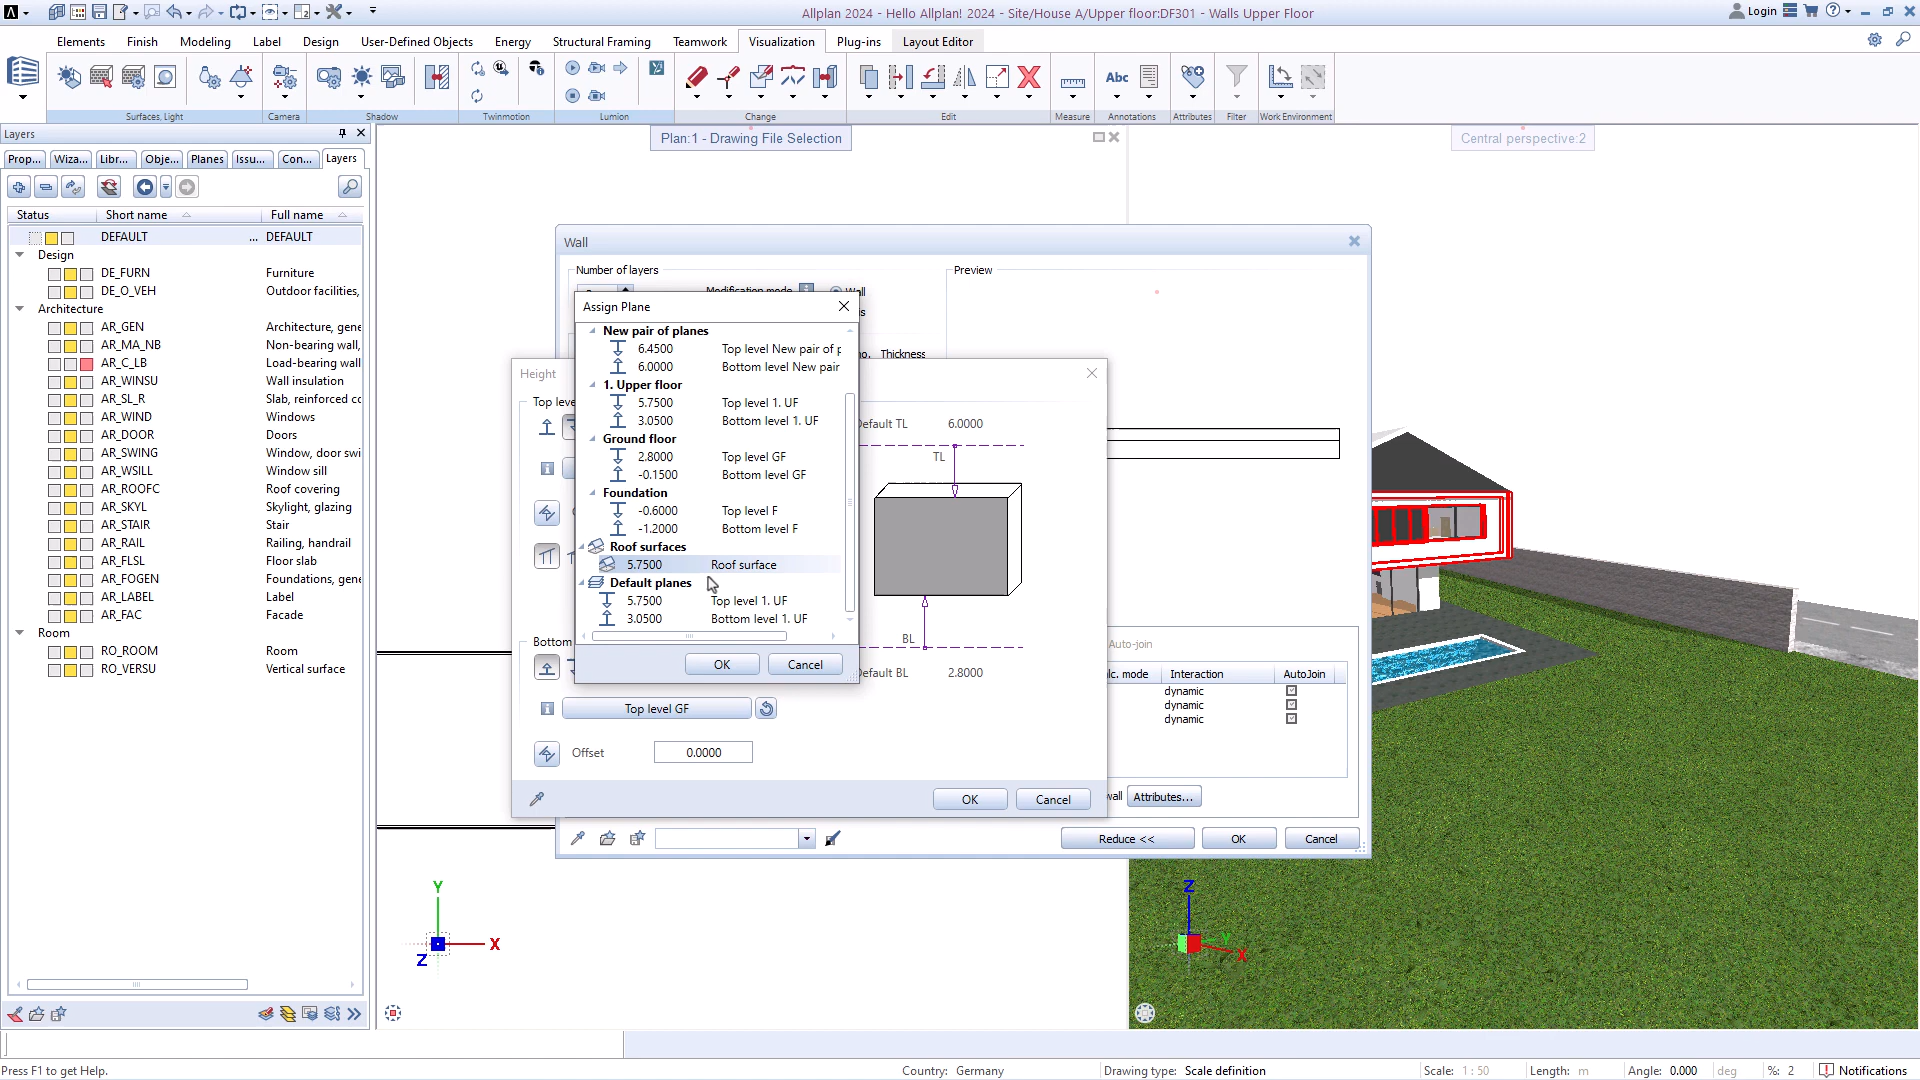 Allplan 2024 - Hello Allplan! 2024 - Site/House A/Upper floor:DF301 - Walls Upper Floor
Login
Elements Finish Modeling Label Design User-Defined Objects Energy Structural Framing Teamwork Visualization Plug-ins Layout Editor
Abc
Surfaces, Light Camera Shadow Twinmotion Lumion Change Edit Measure Annotations Attributes Filter Work Environment
Layers
Plan:1 - Drawing File Selection
Central perspective:2
Prop... Wiza... Libr... Obje... Planes Issu... Con... Layers
Status Short name Full name
DEFAULT ... DEFAULT
Design
DE_FURN Furniture
DE_O_VEH Outdoor facilities,
Architecture
AR_GEN Architecture, gene
AR_MA_NB Non-bearing wall,
AR_C_LB Load-bearing wall
AR_WINSU Wall insulation
AR_SL_R Slab, reinforced cc
AR_WIND Windows
AR_DOOR Doors
AR_SWING Window, door swi
AR_WSILL Window sill
AR_ROOFC Roof covering
AR_SKYL Skylight, glazing
AR_STAIR Stair
AR_RAIL Railing, handrail
AR_FLSL Floor slab
AR_FOGEN Foundations, gene
AR_LABEL Label
AR_FAC Facade
Room
RO_ROOM Room
RO_VERSU Vertical surface
Wall
Number of layers
Modification mode Wall
Preview
Thickness
Height
Top leve
Default TL 6.0000
TL
BL
Default BL 2.8000
Bottom
Top level GF
Offset 0.0000
OK Cancel
Assign Plane
New pair of planes
6.4500 Top level New pair of p
6.0000 Bottom level New pair
1. Upper floor
5.7500 Top level 1. UF
3.0500 Bottom level 1. UF
Ground floor
2.8000 Top level GF
-0.1500 Bottom level GF
Foundation
-0.6000 Top level F
-1.2000 Bottom level F
Roof surfaces
5.7500 Roof surface
Default planes
5.7500 Top level 1. UF
3.0500 Bottom level 1. UF
OK Cancel
Auto-join
lc. mode Interaction AutoJoin
dynamic
dynamic
dynamic
wall Attributes...
Reduce << OK Cancel
Y
X
Z
Z
Y
X
Press F1 to get Help.
Country: Germany
Drawing type: Scale definition
Scale: 1 : 50
Length: m
Angle: 0.000 deg
%: 2
Notifications